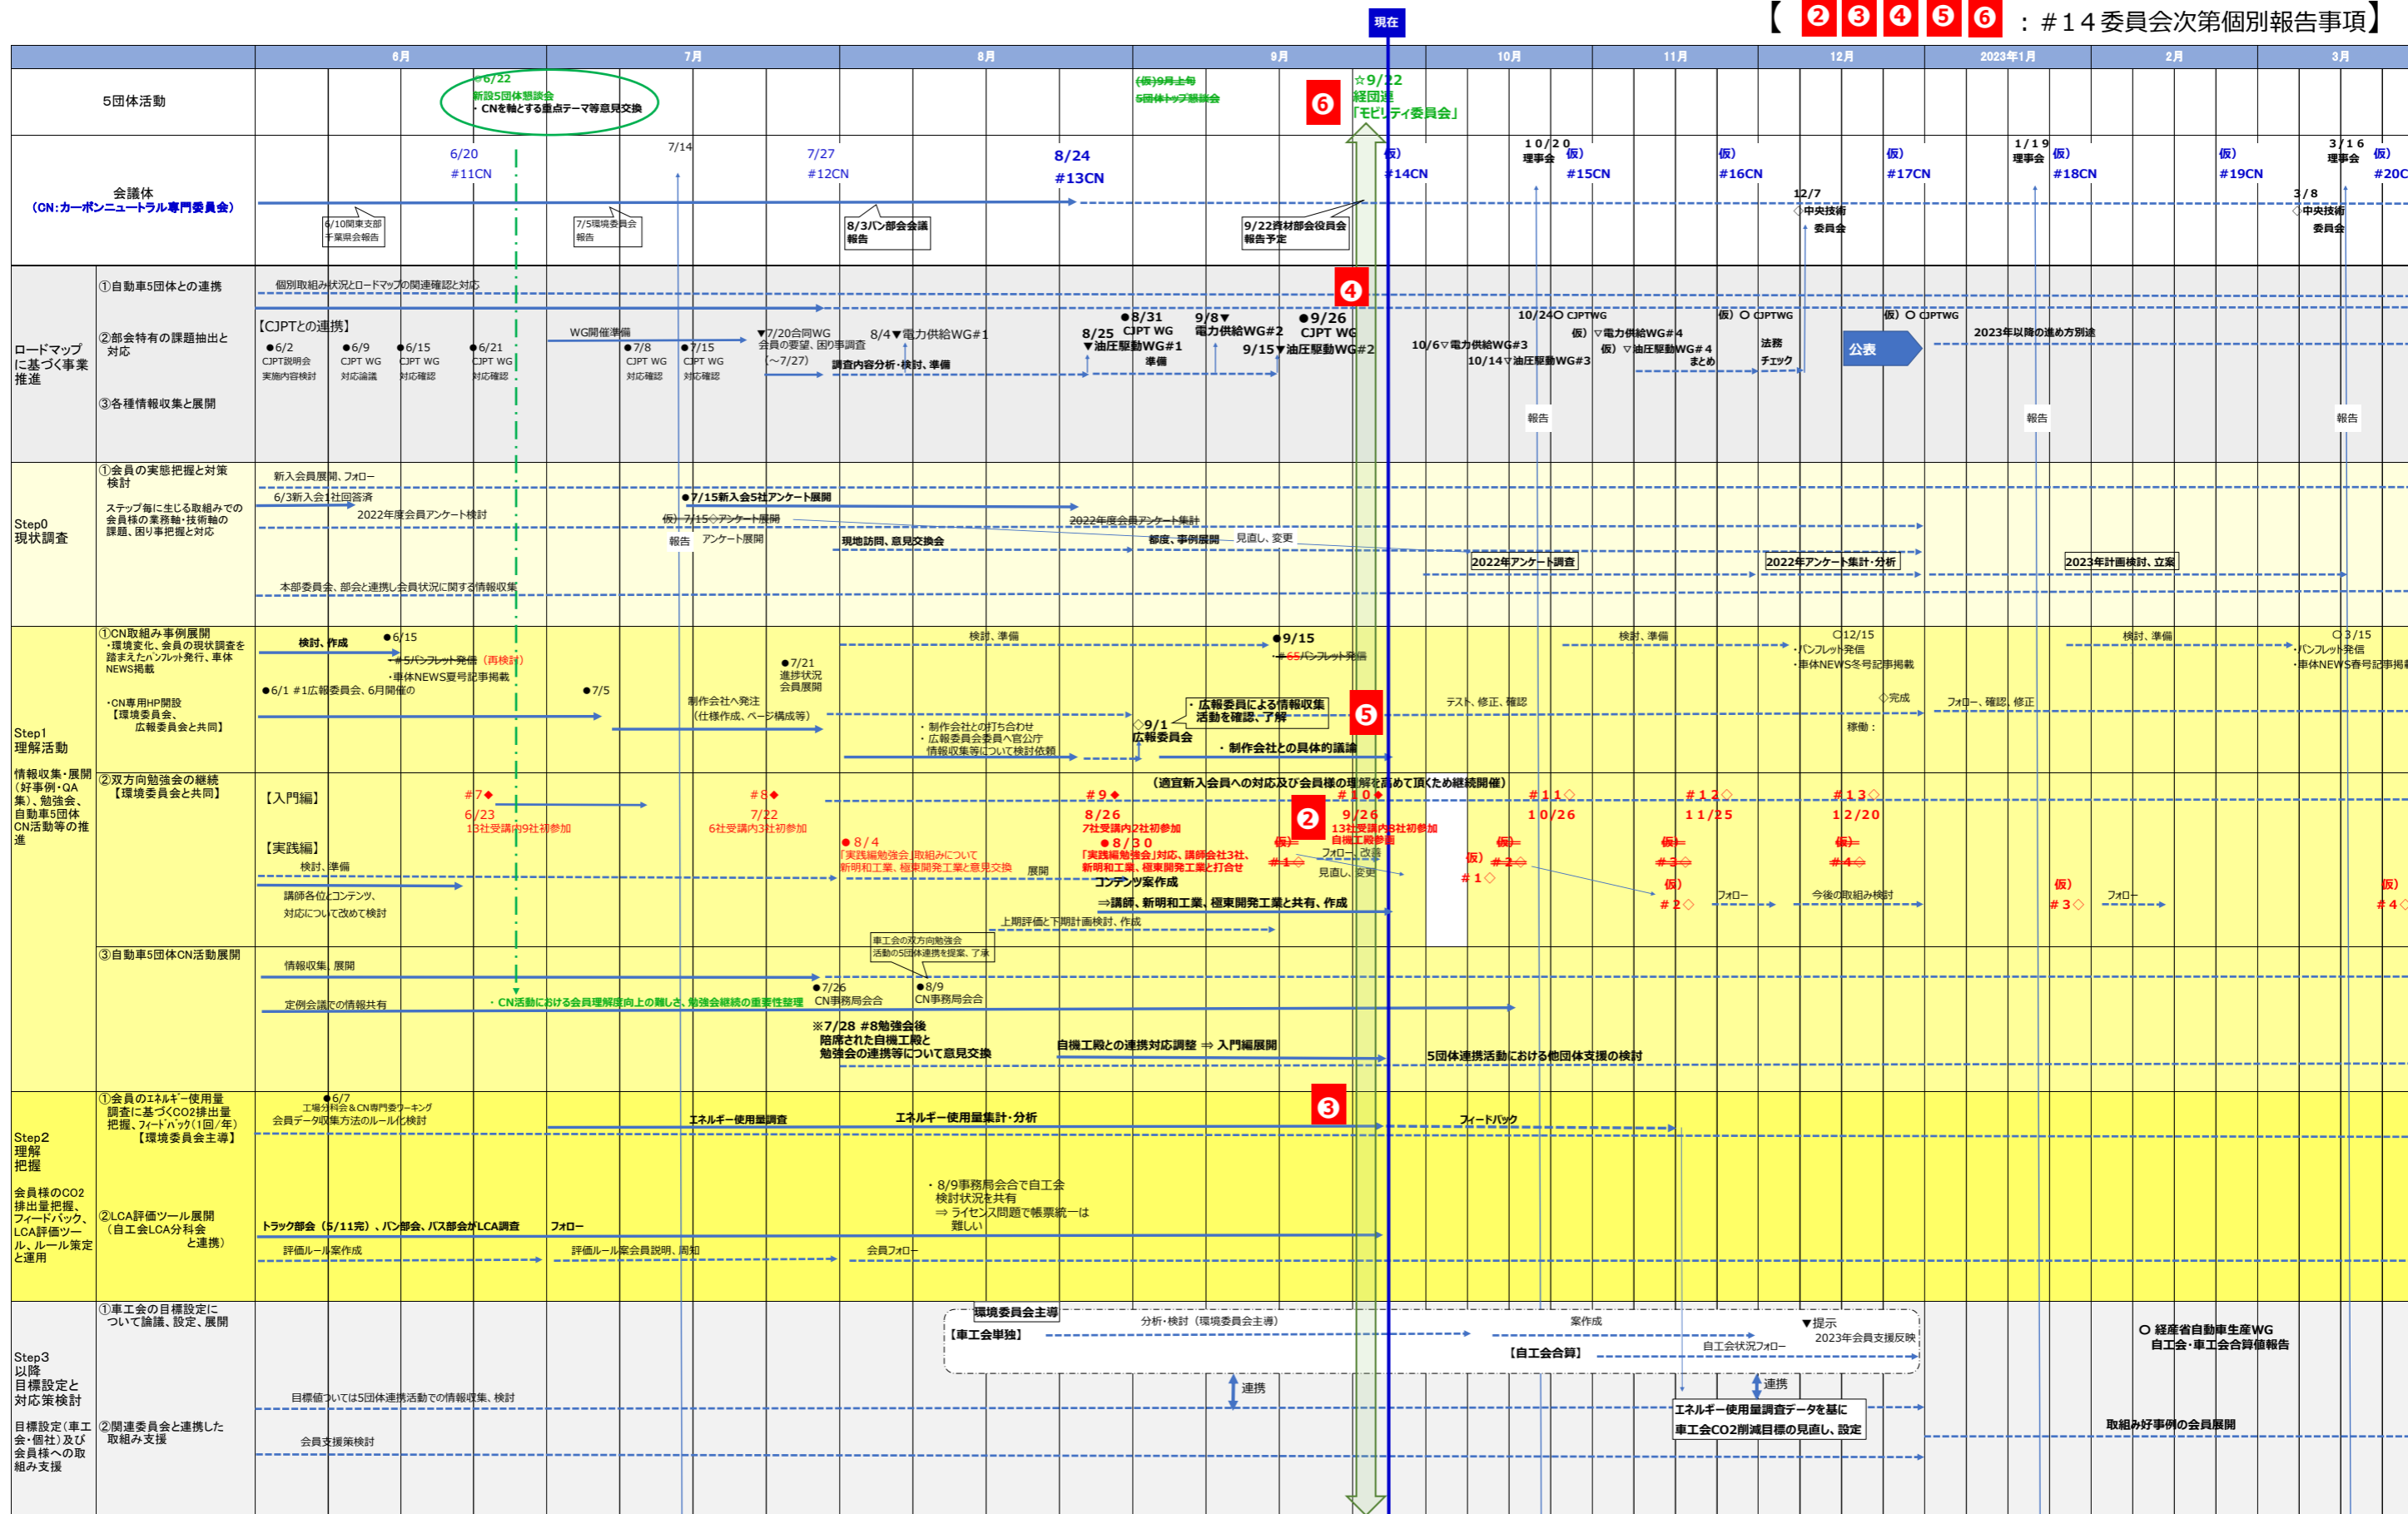 【 ❷ ❸ ❹ ❺ ❻ ：#14委員会次第個別報告事項】
現在
6月 7月 8月 9月 10月 11月 12月 2023年1月 2月 3月
5団体活動
☆6/22
新設5団体懇談会
・CNを軸とする重点テーマ等意見交換
(仮)9月上旬
5団体トップ懇談会
❻
☆9/22
経団連
「モビリティ委員会」
会議体
（CN:カーボンニュートラル専門委員会）
6/20
#11CN
7/14
7/27
#12CN
8/24
#13CN
仮）
#14CN
10/20
理事会
仮）
#15CN
仮）
#16CN
仮）
#17CN
1/19
理事会
仮）
#18CN
仮）
#19CN
3/16
理事会
仮）
#20C
6/10関東支部
千葉県会報告
7/5環境委員会
報告
8/3バン部会会議
報告
9/22資材部会役員会
報告予定
12/7
◇中央技術
委員会
3/8
◇中央技術
委員会
ロードマップ
に基づく事業
推進
①自動車5団体との連携
個別取組み状況とロードマップの関連確認と対応
❹
②部会特有の課題抽出と
対応
【CJPTとの連携】
●6/2
CJPT説明会
実施内容検討
●6/9
CJPT WG
対応論議
●6/15
CJPT WG
対応確認
●6/21
CJPT WG
対応確認
WG開催準備
●7/8
CJPT WG
対応確認
●7/15
CJPT WG
対応確認
▼7/20合同WG
会員の要望、困り事調査
（～7/27）
8/4▼電力供給WG#1
調査内容分析・検討、準備
8/25
▼油圧駆動WG#1
●8/31
CJPT WG
準備
9/8▼
電力供給WG#2
●9/26
CJPT WG
9/15▼油圧駆動WG#2
10/6▽電力供給WG#3
10/14▽油圧駆動WG#3
10/24〇 CJPTWG
仮）▽電力供給WG#4
仮）▽油圧駆動WG#4
まとめ
仮）〇 CJPTWG
法務
チェック
公表
仮）〇 CJPTWG
2023年以降の進め方別途
③各種情報収集と展開
報告
報告
報告
Step0
現状調査
①会員の実態把握と対策
検討
ステップ毎に生じる取組みでの
会員様の業務軸・技術軸の
課題、困り事把握と対応
新入会員展開、フォロー
6/3新入会1社回答済
2022年度会員アンケート検討
●7/15新入会5社アンケート展開
仮）7/15◇アンケート展開
報告
アンケート展開
2022年度会員アンケート集計
現地訪問、意見交換会
都度、事例展開
見直し、変更
2022年アンケート調査
2022年アンケート集計・分析
2023年計画検討、立案
本部委員会、部会と連携し会員状況に関する情報収集
Step1
理解活動
情報収集・展開
(好事例・QA
集)、勉強会、
自動車5団体
CN活動等の推
進
①CN取組み事例展開
・環境変化、会員の現状調査を
踏まえたパンフレット発行、車体
NEWS掲載
検討、作成
●6/15
・#5パンフレット発信（再検討）
・車体NEWS夏号記事掲載
●7/21
進捗状況
会員展開
検討、準備
●9/15
・#65パンフレット発信
検討、準備
〇12/15
・パンフレット発信
・車体NEWS冬号記事掲載
検討、準備
〇3/15
・パンフレット発信
・車体NEWS春号記事掲載
・CN専用HP開設
【環境委員会、
広報委員会と共同】
●6/1 #1広報委員会、6月開催の
●7/5
制作会社へ発注
（仕様作成、ページ構成等）
・制作会社との打ち合わせ
・広報委員会委員へ官公庁
情報収集等について検討依頼
◇9/1
広報委員会
・広報委員による情報収集
活動を確認、了解
❺
・制作会社との具体的議論
テスト、修正、確認
◇完成
稼働：
フォロー、確認、修正
②双方向勉強会の継続
【環境委員会と共同】
（適宜新入会員への対応及び会員様の理解を高めて頂くため継続開催）
【入門編】
#7◆
6/23
13社受講内9社初参加
#8◆
7/22
6社受講内3社初参加
#9◆
8/26
7社受講内2社初参加
❷
#10◆
9/26
13社受講内8社初参加
自機工殿参画
#11◇
10/26
#12◇
11/25
#13◇
12/20
【実践編】
検討、準備
講師各位とコンテンツ、
対応について改めて検討
●8/4
「実践編勉強会」取組みについて
新明和工業、極東開発工業と意見交換
展開
●8/30
「実践編勉強会」対応、講師会社3社、
新明和工業、極東開発工業と打合せ
コンテンツ案作成
⇒講師、新明和工業、極東開発工業と共有、作成
上期評価と下期計画検討、作成
仮）
#1◇
フォロー、改善
見直し、変更
仮）
#1◇
#2◇
仮）
#3◇
仮）
#2◇
フォロー
仮）
#4◇
今後の取組み検討
仮）
#3◇
フォロー
仮）
#4◇
③自動車5団体CN活動展開
情報収集、展開
車工会の双方向勉強会
活動の5団体連携を提案、了承
定例会議での情報共有
・CN活動における会員理解度向上の難しさ、勉強会継続の重要性整理
●7/26
CN事務局会合
●8/9
CN事務局会合
※7/28 #8勉強会後
陪席された自機工殿と
勉強会の連携等について意見交換
自機工殿との連携対応調整 ⇒ 入門編展開
5団体連携活動における他団体支援の検討
Step2
理解
把握
会員様のCO2
排出量把握、
フィードバック、
LCA評価ツー
ル、ルール策定
と運用
①会員のエネルギー使用量
調査に基づくCO2排出量
把握、フィードバック(1回/年)
【環境委員会主導】
●6/7
工場分科会＆CN専門委ワーキング
会員データ収集方法のルール化検討
エネルギー使用量調査
エネルギー使用量集計・分析
❸
フィードバック
②LCA評価ツール展開
（自工会LCA分科会
と連携）
トラック部会（5/11完）、バン部会、バス部会がLCA調査
フォロー
・8/9事務局会合で自工会
検討状況を共有
⇒ ライセンス問題で帳票統一は
難しい
評価ルール案作成
評価ルール案会員説明、周知
会員フォロー
Step3
以降
目標設定と
対応策検討
目標設定(車工
会・個社)及び
会員様への取
組み支援
①車工会の目標設定に
ついて論議、設定、展開
環境委員会主導
【車工会単独】
分析・検討（環境委員会主導）
案作成
▼提示
2023年会員支援反映
【自工会合算】
自工会状況フォロー
〇 経産省自動車生産WG
自工会・車工会合算値報告
目標値ついては5団体連携活動での情報収集、検討
連携
連携
エネルギー使用量調査データを基に
車工会CO2削減目標の見直し、設定
②関連委員会と連携した
取組み支援
会員支援策検討
取組み好事例の会員展開